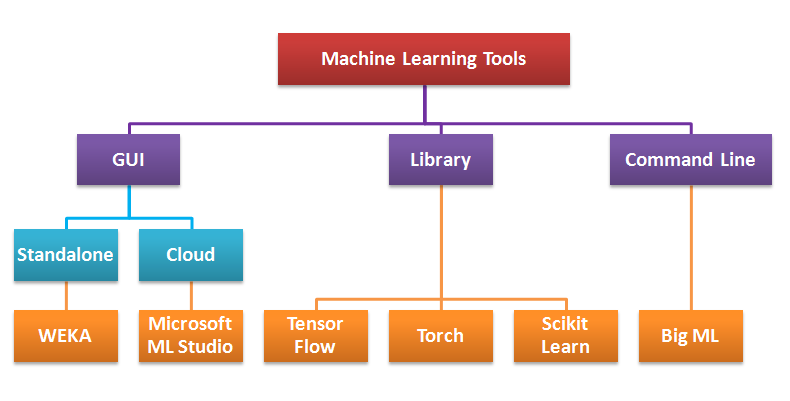 Machine Learning Tools
GUI
Library
Command Line
Standalone
Cloud
WEKA
Microsoft
ML Studio
Tensor
Flow
Torch
Scikit
Learn
Big ML